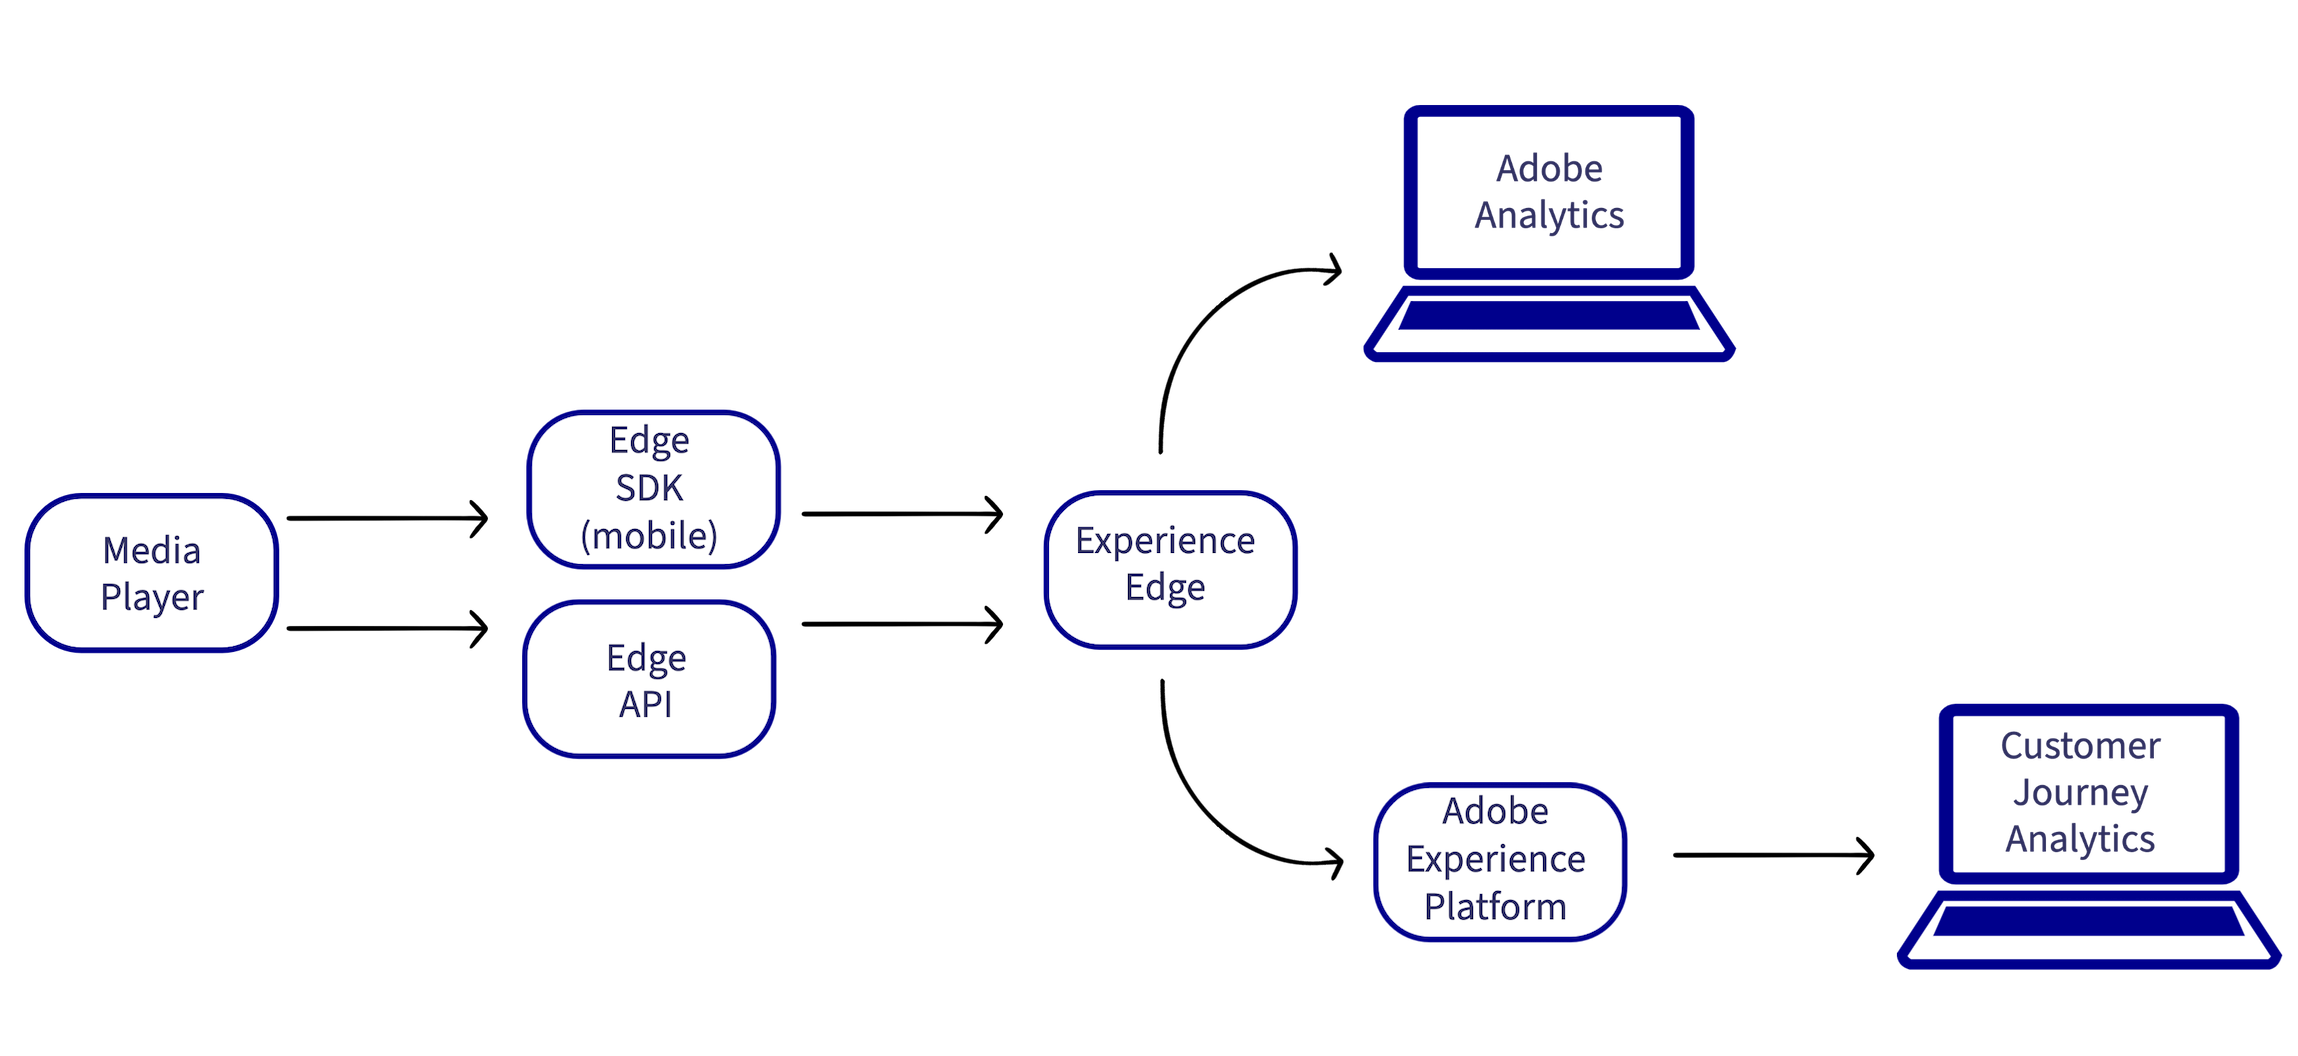 Media
Player
Edge
SDK
(mobile)
Edge
API
Experience
Edge
Adobe
Analytics
Adobe
Experience
Platform
Customer
Journey
Analytics